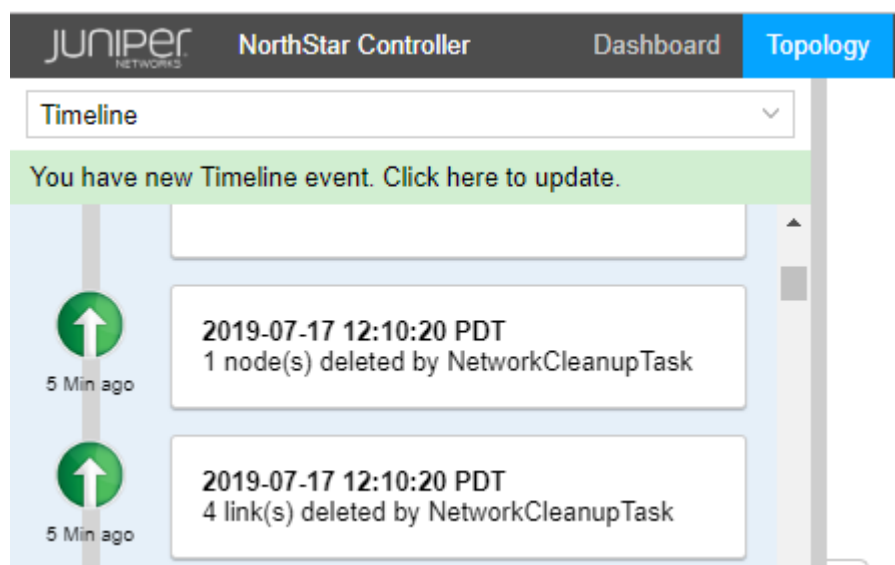 JUNIPER
NETWORKS
NorthStar Controller
Dashboard
Topology
Timeline
You have new Timeline event. Click here to update.
2019-07-17 12:10:20 PDT
1 node(s) deleted by NetworkCleanupTask
5 Min ago
2019-07-17 12:10:20 PDT
4 link(s) deleted by NetworkCleanupTask
5 Min ago